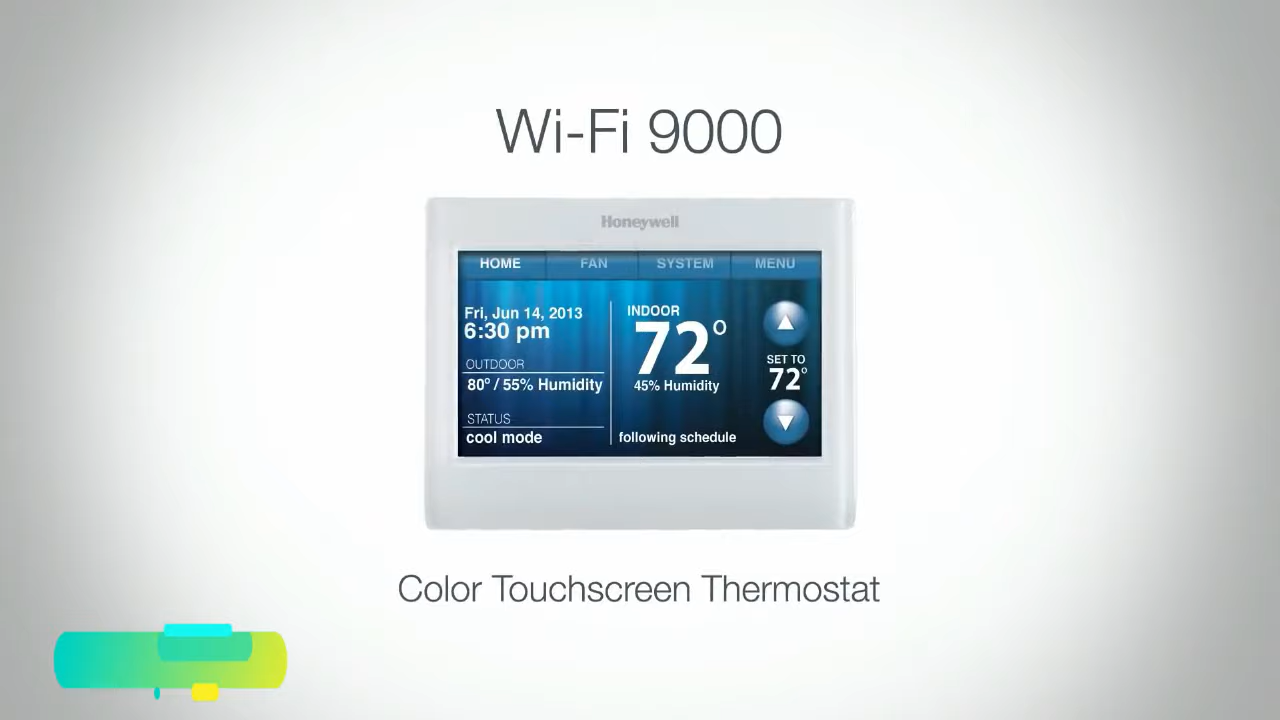 Wi-Fi 9000
Honeywell
HOME FAN SYSTEM MENU
Fri, Jun 14, 2013
6:30 pm
OUTDOOR
80° / 55% Humidity
STATUS
cool mode
INDOOR
72°
45% Humidity
following schedule
SET TO
72°
Color Touchscreen Thermostat